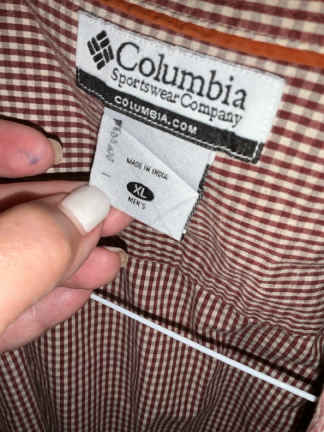 Columbia
Sportswear Company
COLUMBIA.COM
MADE IN INDIA
XL
MEN'S